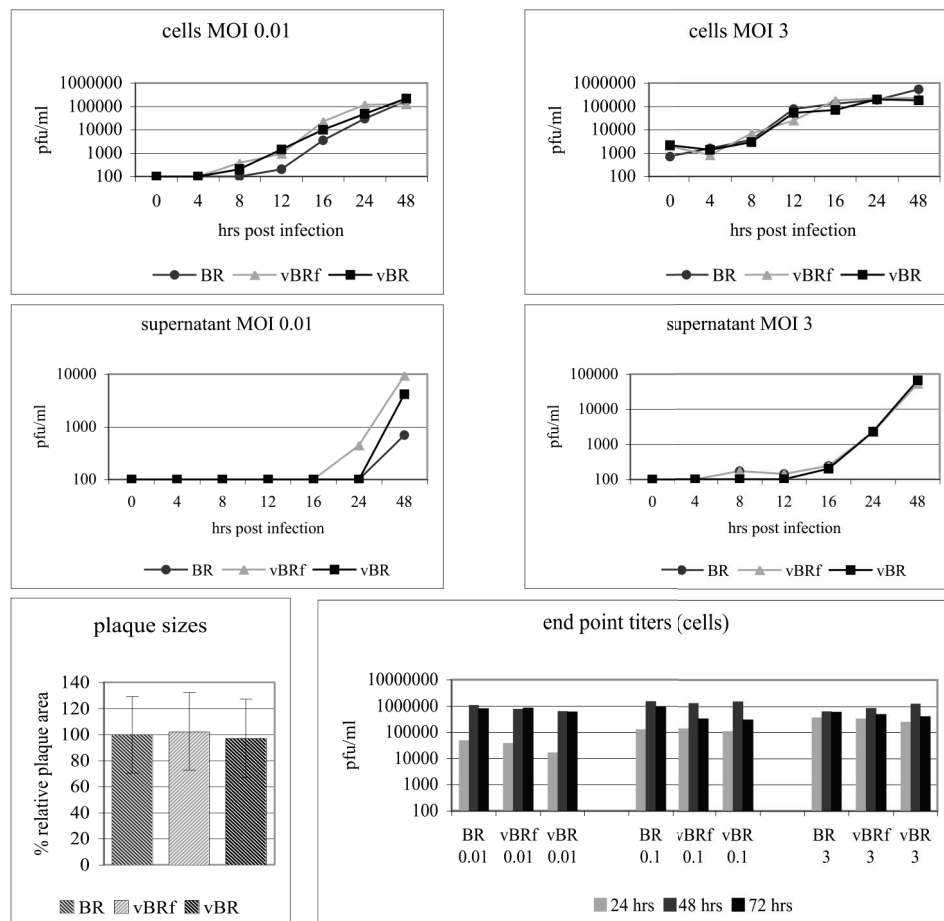 cells MOI 0.01
1000000
100000
10000
1000
100
pfu/ml
0 4 8 12 16 24 48
hrs post infection
BR vBRf vBR
cells MOI 3
1000000
100000
10000
1000
100
pfu/ml
0 4 8 12 16 24 48
hrs post infection
BR vBRf vBR
supernatant MOI 0.01
10000
1000
100
pfu/ml
0 4 8 12 16 24 48
hrs post infection
BR vBRf vBR
supernatant MOI 3
100000
10000
1000
100
pfu/ml
0 4 8 12 16 24 48
hrs post infection
BR vBRf vBR
plaque sizes
140
120
100
80
60
40
20
0
% relative plaque area
BR vBRf vBR
end point titers (cells)
10000000
1000000
100000
10000
1000
100
pfu/ml
BR vBRf vBR BR vBRf vBR BR vBRf vBR
0.01 0.01 0.01 0.1 0.1 0.1 3 3 3
24 hrs 48 hrs 72 hrs